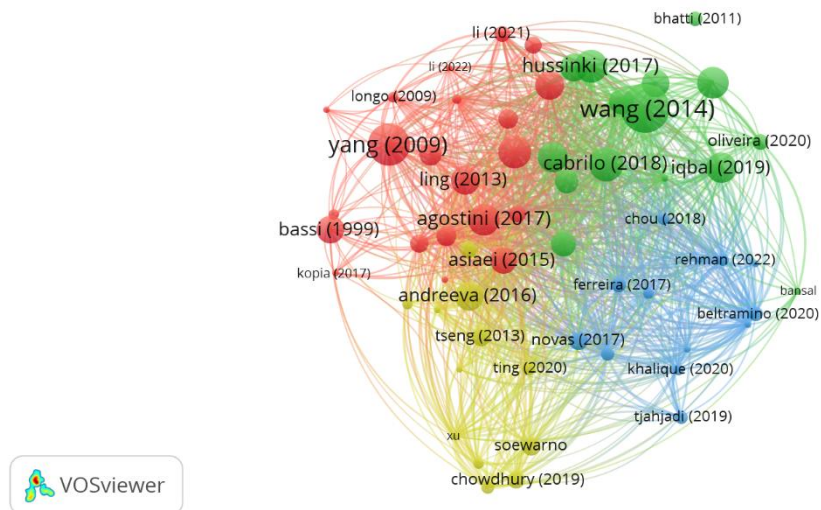 bhatti (2011)
li (2021)
hussinki (2017)
li (2022)
longo (2009)
wang (2014)
yang (2009)
oliveira (2020)
cabrilo (2018)
iqbal (2019)
ling (2013)
agostini (2017)
chou (2018)
bassi (1999)
asiaei (2015)
rehman (2022)
kopia (2017)
ferreira (2017)
bansal
andreeva (2016)
beltramino (2020)
tseng (2013)
novas (2017)
ting (2020)
khalique (2020)
tjahjadi (2019)
xu
soewarno
chowdhury (2019)
VOSviewer